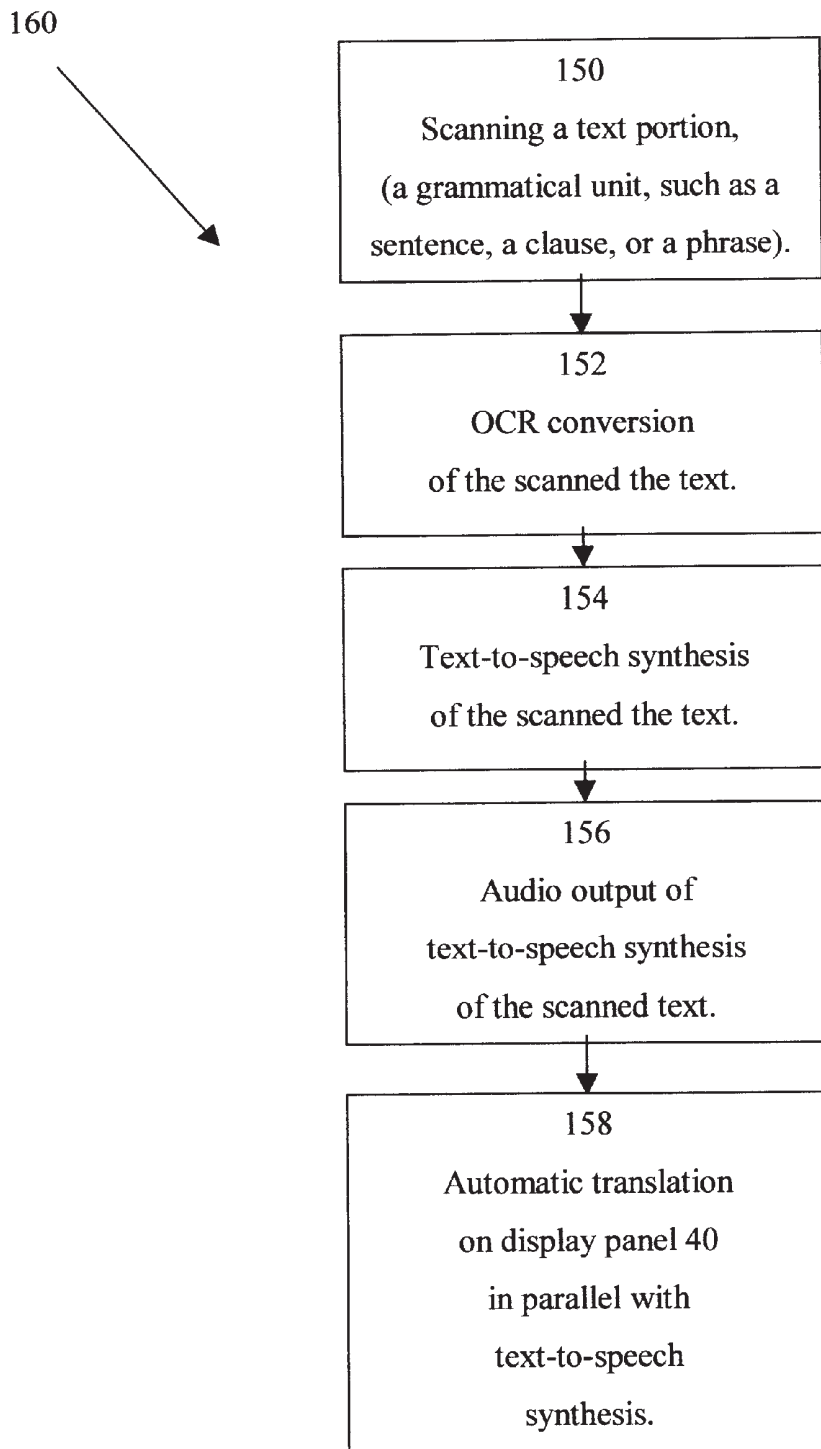 160
150
Scanning a text portion,
(a grammatical unit, such as a
sentence, a clause, or a phrase).
152
OCR conversion
of the scanned the text.
154
Text-to-speech synthesis
of the scanned the text.
156
Audio output of
text-to-speech synthesis
of the scanned text.
158
Automatic translation
on display panel 40
in parallel with
text-to-speech
synthesis.